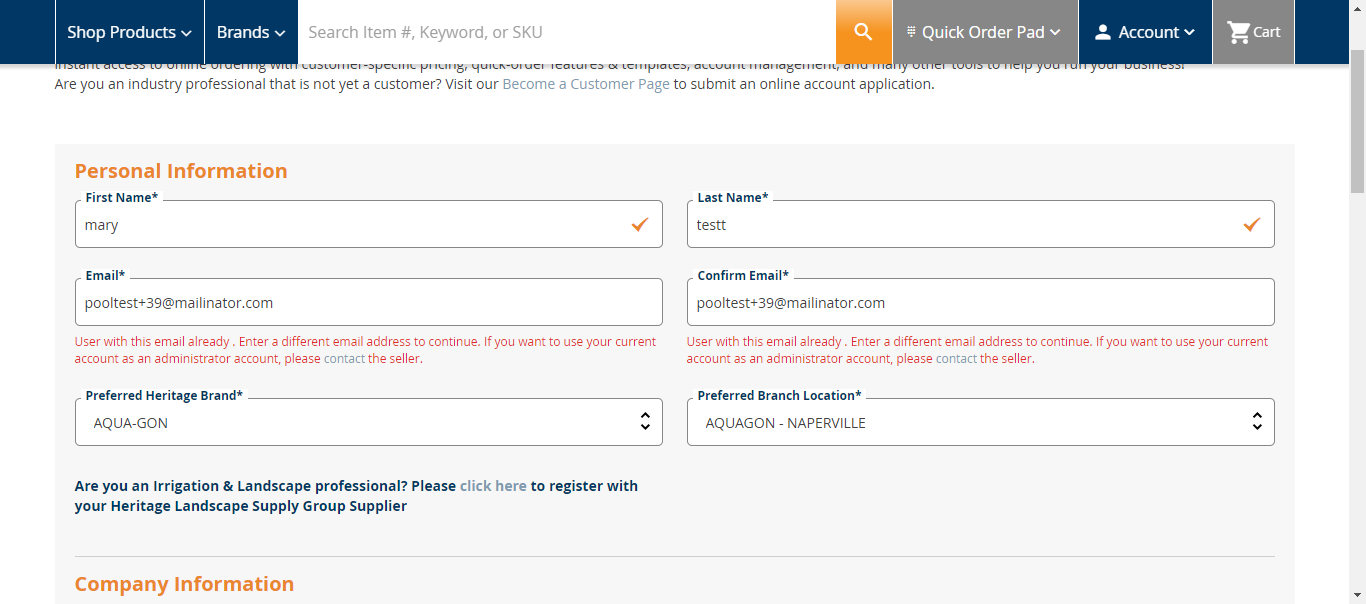 Shop Products
Brands
Search Item #, Keyword, or SKU
Quick Order Pad
Account
Cart
Instant access to online ordering with customer-specific pricing, quick-order features & templates, account management, and many other tools to help you run your business!
Are you an industry professional that is not yet a customer? Visit our Become a Customer Page to submit an online account application.
Personal Information
First Name*
mary
Last Name*
testt
Email*
pooltest+39@mailinator.com
User with this email already . Enter a different email address to continue. If you want to use your current
account as an administrator account, please contact the seller.
Confirm Email*
pooltest+39@mailinator.com
User with this email already . Enter a different email address to continue. If you want to use your current
account as an administrator account, please contact the seller.
Preferred Heritage Brand*
AQUA-GON
Preferred Branch Location*
AQUAGON - NAPERVILLE
Are you an Irrigation & Landscape professional? Please click here to register with
your Heritage Landscape Supply Group Supplier
Company Information